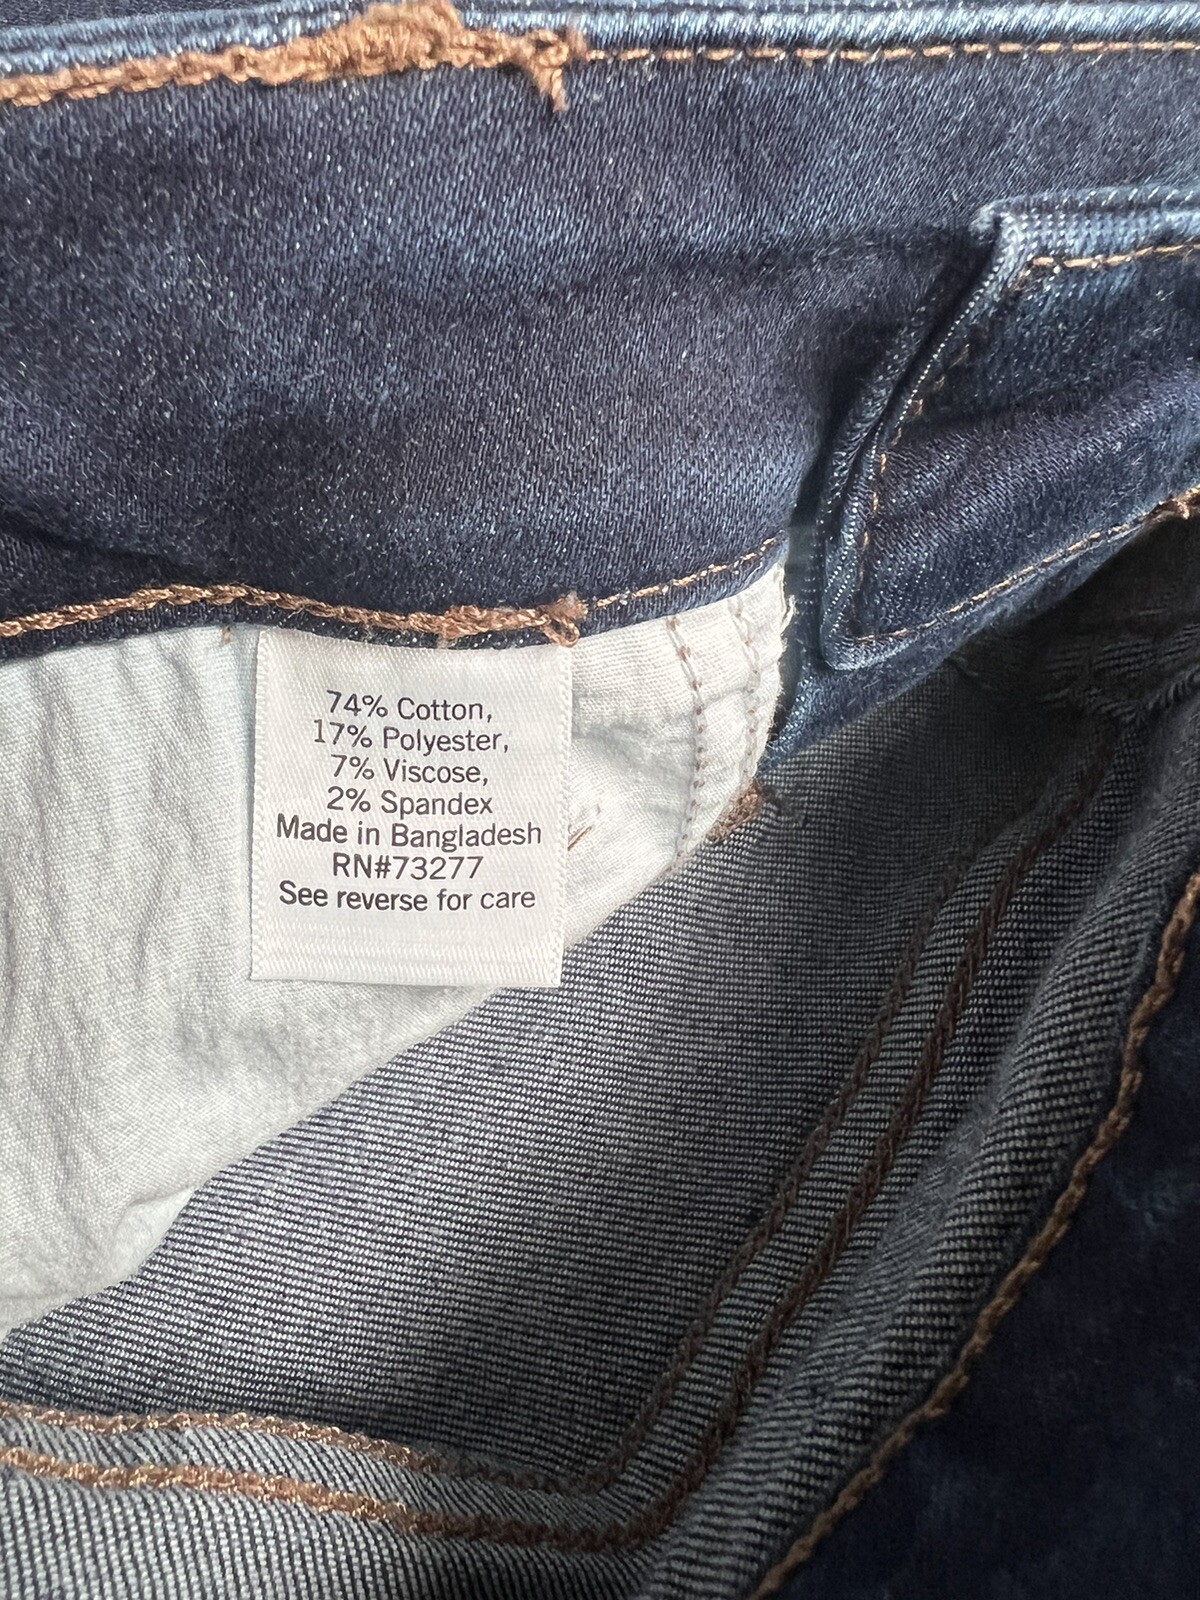 74% Cotton,
17% Polyester,
7% Viscose,
2% Spandex
Made in Bangladesh
RN#73277
See reverse for care